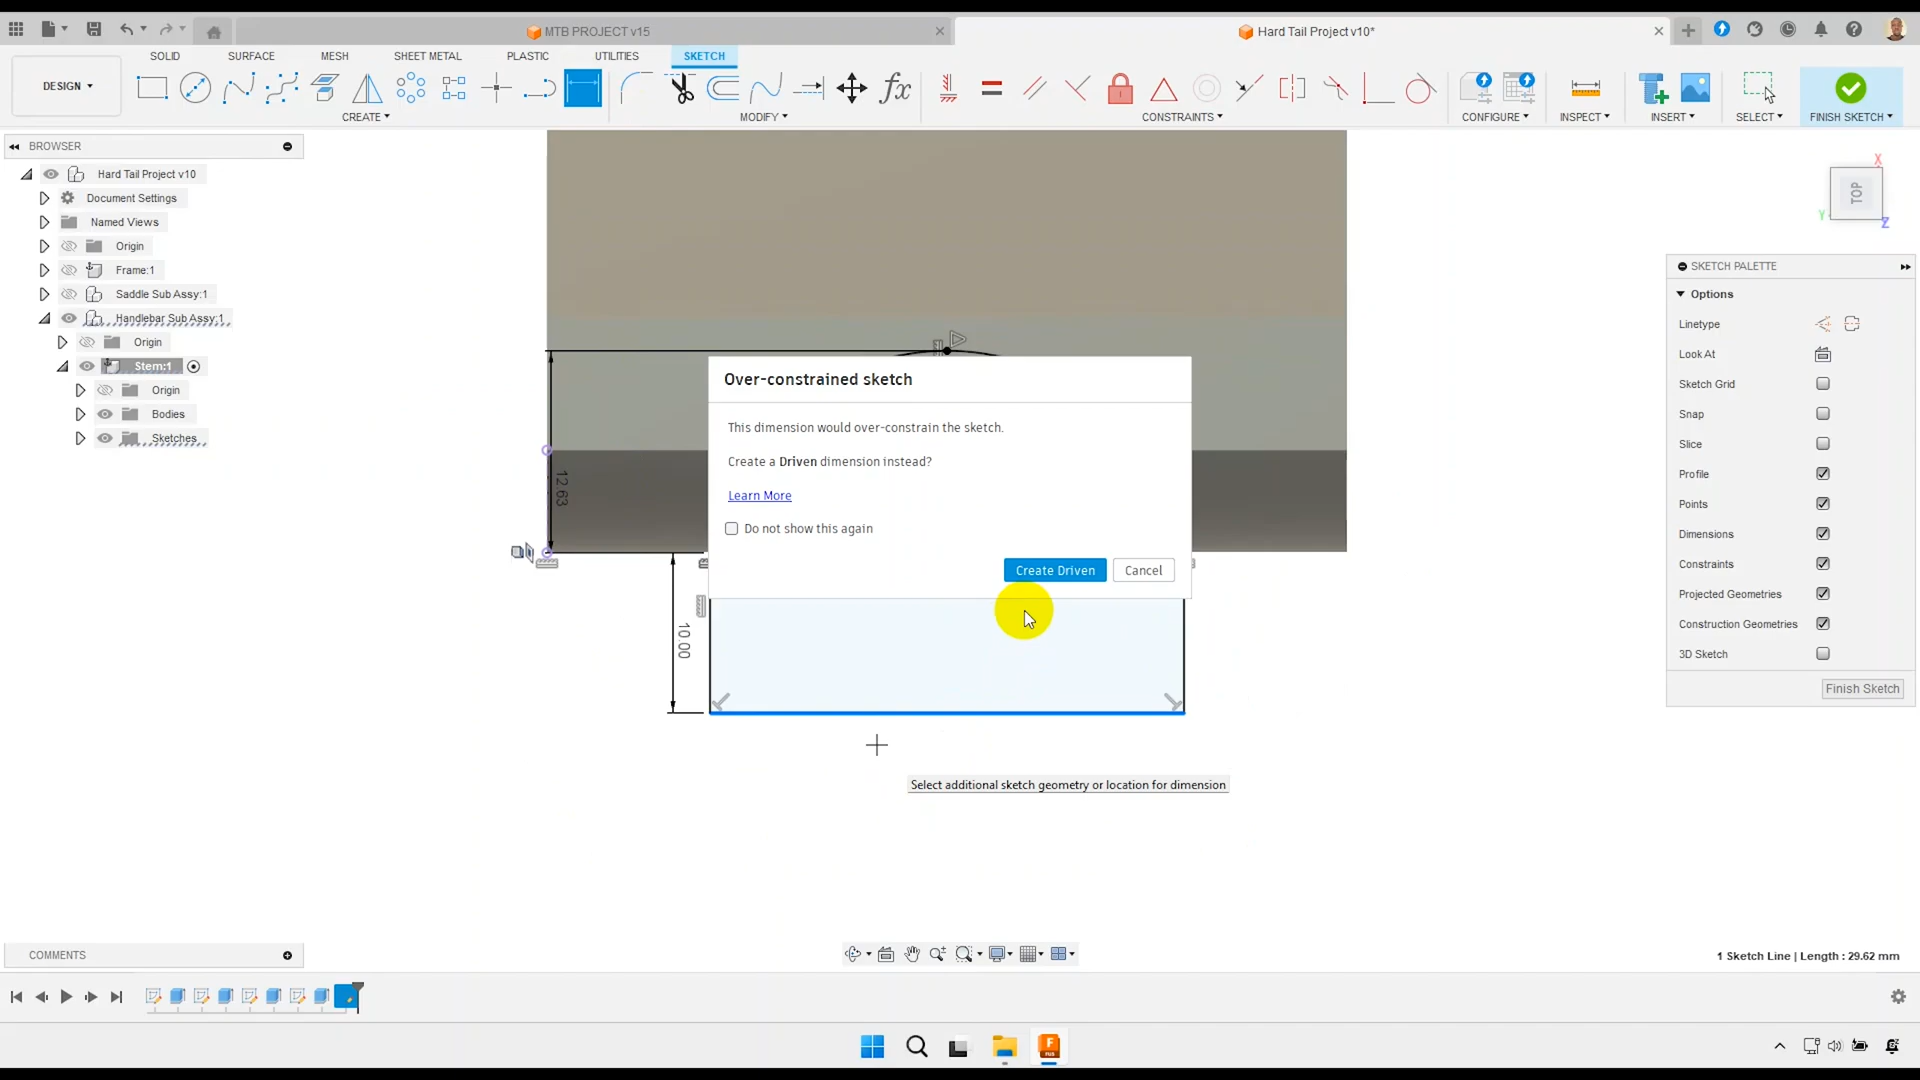 MTB PROJECT v15
Hard Tail Project v10*
SOLID
SURFACE
MESH
SHEET METAL
PLASTIC
UTILITIES
SKETCH
DESIGN
fx
CREATE
MODIFY
CONSTRAINTS
CONFIGURE
INSPECT
INSERT
SELECT
FINISH SKETCH
BROWSER
Hard Tail Project v10
Document Settings
Named Views
Origin
Frame:1
Saddle Sub Assy:1
Handlebar Sub Assy:1
Origin
Stem:1
Origin
Bodies
Sketches
X
TOP
Y
Z
12.63
10.00
Over-constrained sketch
This dimension would over-constrain the sketch.
Create a Driven dimension instead?
Learn More
Do not show this again
Create Driven
Cancel
Select additional sketch geometry or location for dimension
SKETCH PALETTE
Options
Linetype
Look At
Sketch Grid
Snap
Slice
Profile
Points
Dimensions
Constraints
Projected Geometries
Construction Geometries
3D Sketch
Finish Sketch
COMMENTS
1 Sketch Line | Length : 29.62 mm